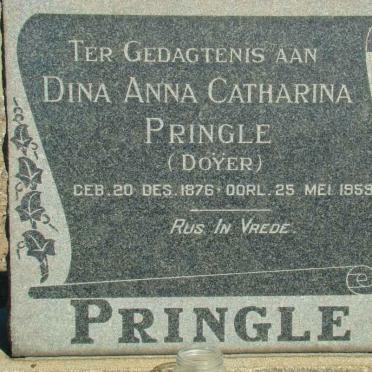 TER GEDAGTENIS AAN
DINA ANNA CATHARINA
PRINGLE
(DOYER)
GEB. 20 DES. 1876 · OORL. 25 MEI 1959
RUS IN VREDE.
PRINGLE